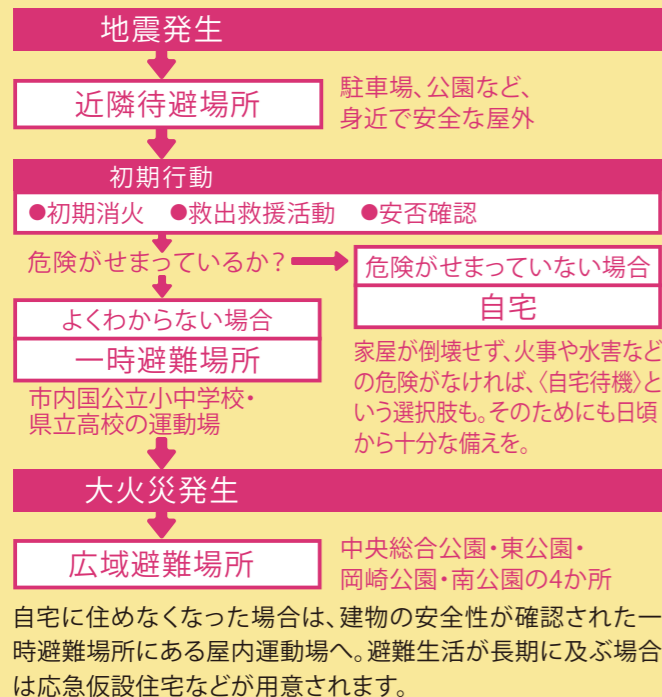 地震発生
近隣待避場所
駐車場、公園など、
身近で安全な屋外
初期行動
●初期消火　●救出救援活動　●安否確認
危険がせまっているか？
危険がせまっていない場合
自宅
家屋が倒壊せず、火事や水害など
の危険がなければ、〈自宅待機〉と
いう選択肢も。そのためにも日頃
から十分な備えを。
よくわからない場合
一時避難場所
市内国公立小中学校・
県立高校の運動場
大火災発生
広域避難場所
中央総合公園・東公園・
岡崎公園・南公園の4か所
自宅に住めなくなった場合は、建物の安全性が確認された一
時避難場所にある屋内運動場へ。避難生活が長期に及ぶ場合
は応急仮設住宅などが用意されます。